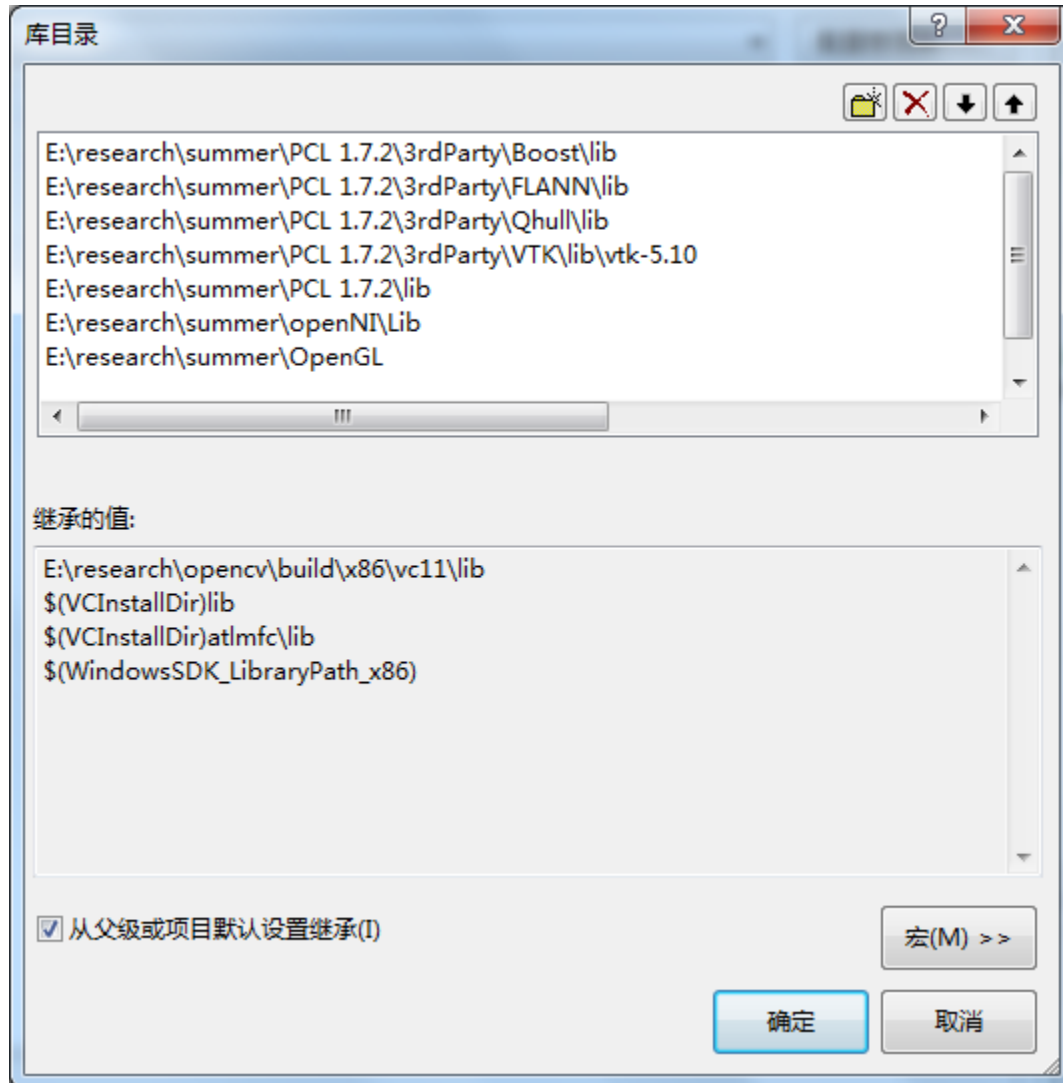 库目录
E:\research\summer\PCL 1.7.2\3rdParty\Boost\lib
E:\research\summer\PCL 1.7.2\3rdParty\FLANN\lib
E:\research\summer\PCL 1.7.2\3rdParty\Qhull\lib
E:\research\summer\PCL 1.7.2\3rdParty\VTK\lib\vtk-5.10
E:\research\summer\PCL 1.7.2\lib
E:\research\summer\openNI\Lib
E:\research\summer\OpenGL
继承的值:
E:\research\opencv\build\x86\vc11\lib
$(VCInstallDir)lib
$(VCInstallDir)atlmfc\lib
$(WindowsSDK_LibraryPath_x86)
从父级或项目默认设置继承(I)
宏(M) >>
确定
取消